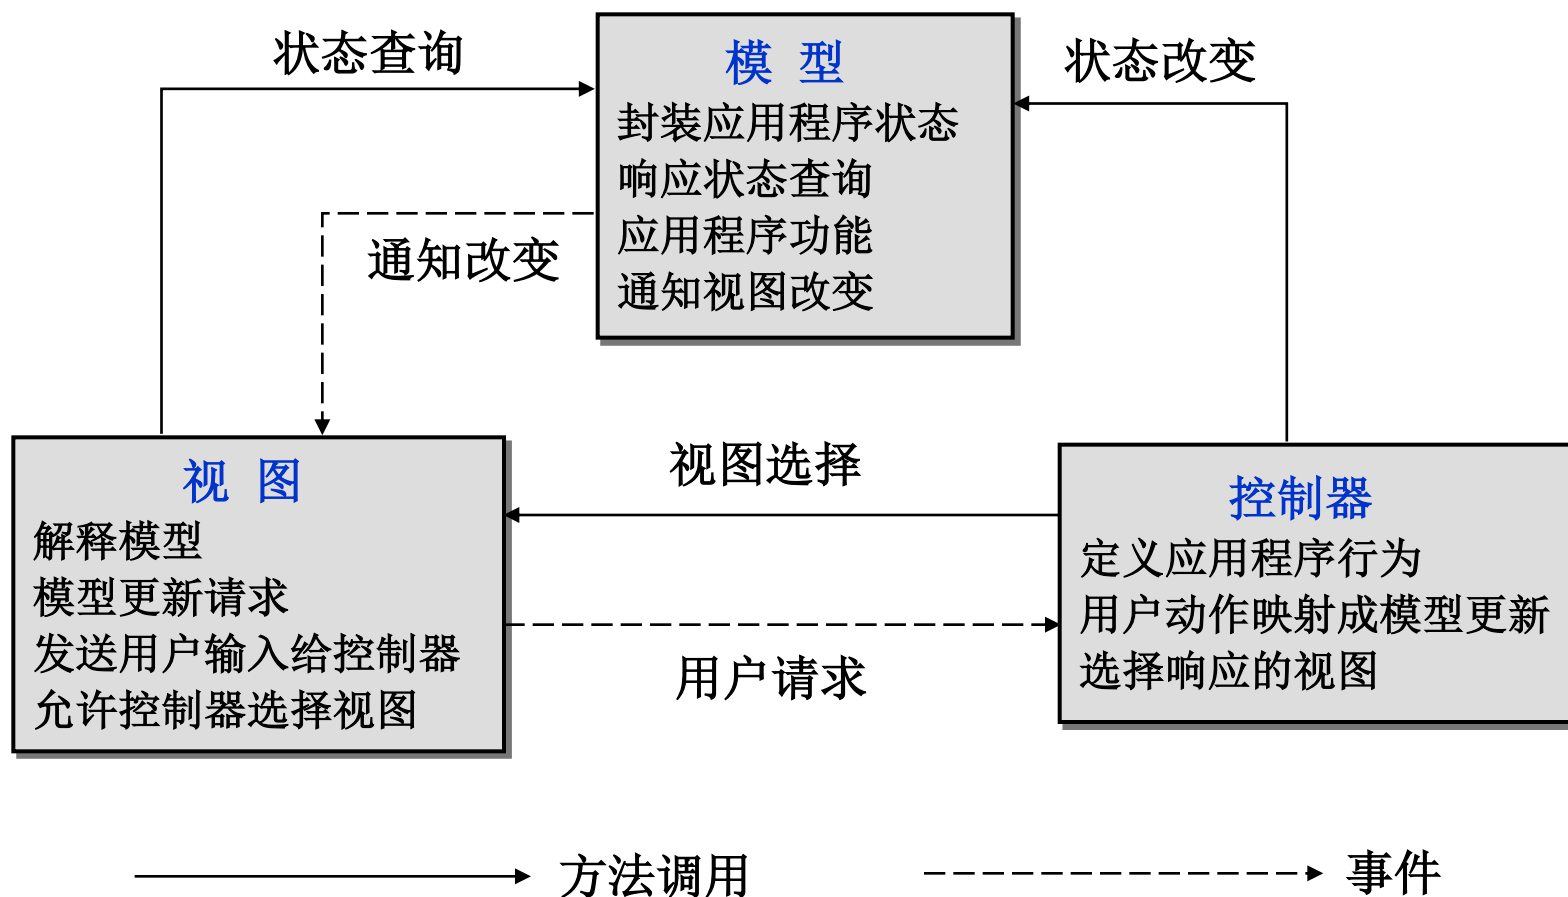 状态查询
模 型
状态改变
封装应用程序状态
响应状态查询
应用程序功能
通知视图改变
通知改变
视图选择
视 图
解释模型
模型更新请求
发送用户输入给控制器
允许控制器选择视图
控制器
定义应用程序行为
用户动作映射成模型更新
选择响应的视图
用户请求
方法调用
事件